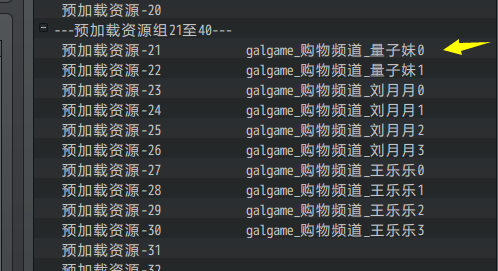 预加载资源-20
---预加载资源组21至40---
预加载资源-21 galgame_购物频道_量子妹0
预加载资源-22 galgame_购物频道_量子妹1
预加载资源-23 galgame_购物频道_刘月月0
预加载资源-24 galgame_购物频道_刘月月1
预加载资源-25 galgame_购物频道_刘月月2
预加载资源-26 galgame_购物频道_刘月月3
预加载资源-27 galgame_购物频道_王乐乐0
预加载资源-28 galgame_购物频道_王乐乐1
预加载资源-29 galgame_购物频道_王乐乐2
预加载资源-30 galgame_购物频道_王乐乐3
预加载资源-31
预加载资源-32